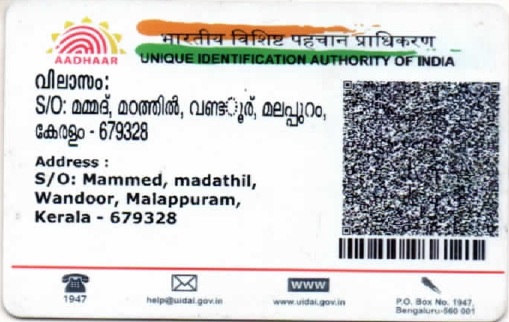 भारतीय विशिष्ट पहचान प्राधिकरण
AADHAAR
UNIQUE IDENTIFICATION AUTHORITY OF INDIA
വിലാസം:
S/O: മമ്മദ്, മഠത്തിൽ, വണ്ടൂര്, മലപ്പുറം,
കേരളം - 679328
Address :
S/O: Mammed, madathil,
Wandoor, Malappuram,
Kerala - 679328
WWW
1947
help@uidai.gov.in
www.uidai.gov.in
P.O. Box No. 1947,
Bengaluru-560 001